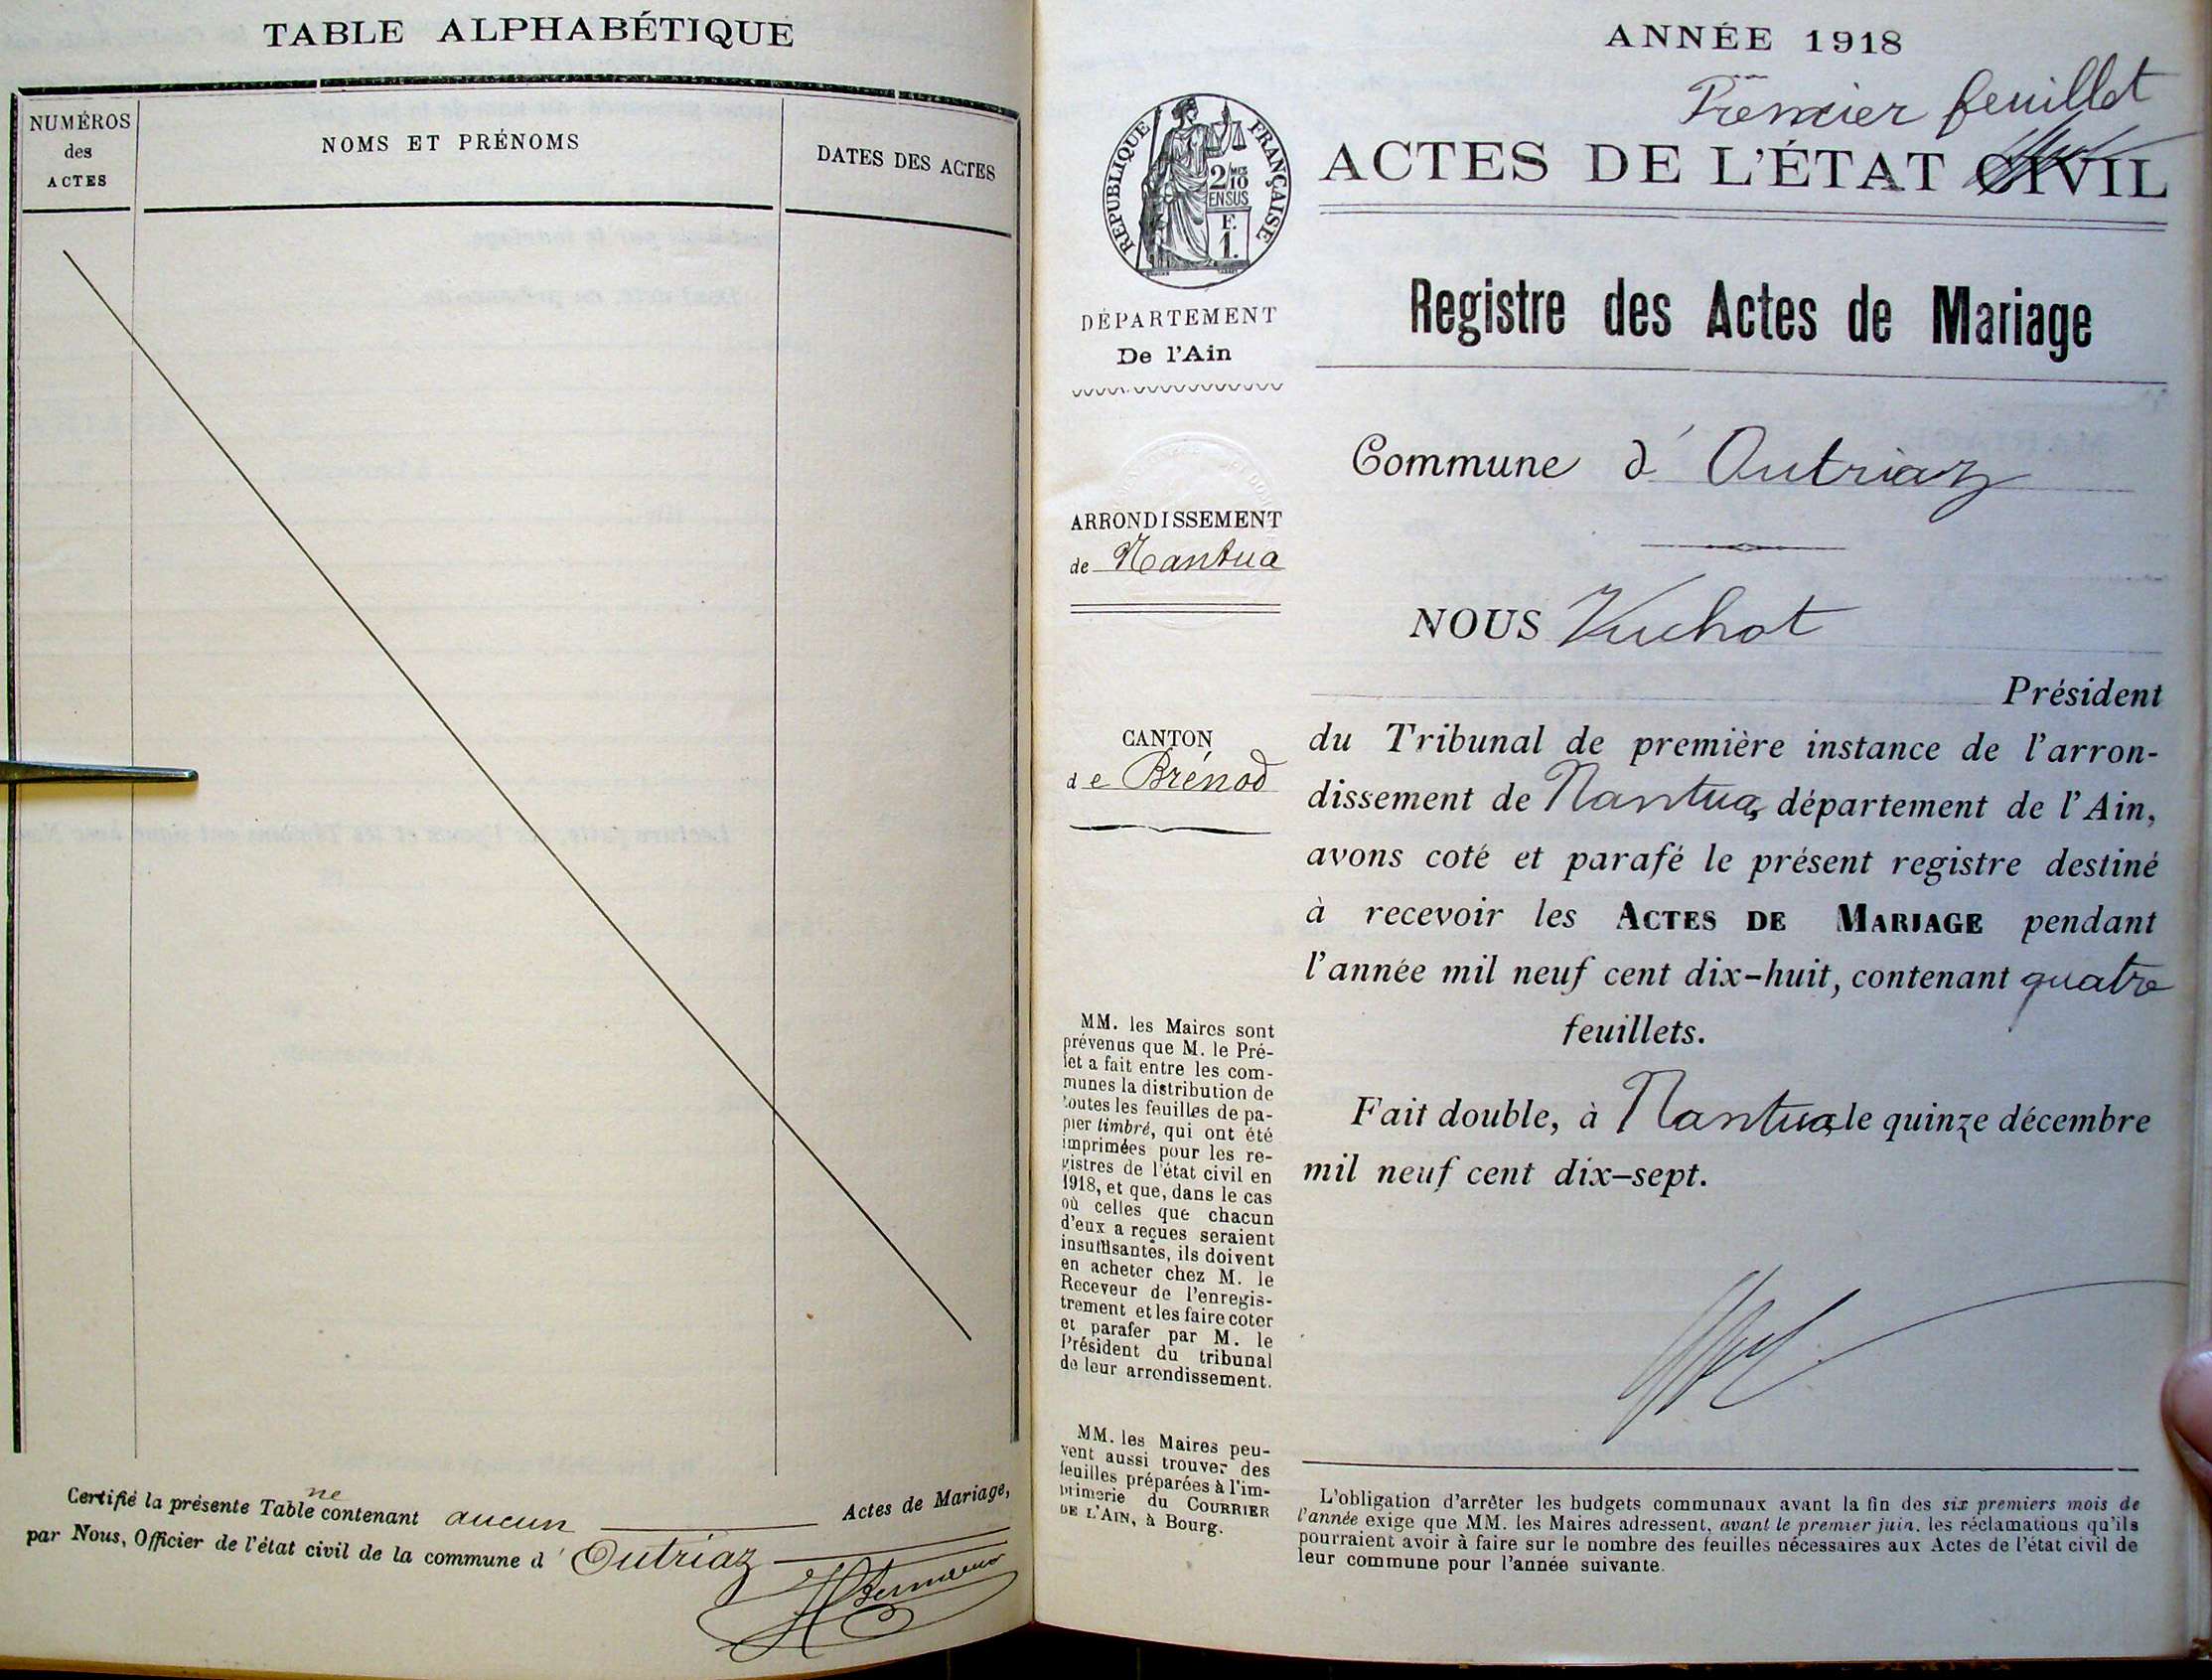 TABLE ALPHABÉTIQUE
NUMÉROS
des
ACTES
NOMS ET PRÉNOMS
DATES DES ACTES
Certifié la présente Table ne contenant aucun Actes de Mariage,
par Nous, Officier de l'état civil de la commune d' Outriaz
ANNÉE 1918
Premier feuillet
ACTES DE L'ÉTAT CIVIL
RÉPUBLIQUE FRANÇAISE
2/10
EN SUS
F.
1.
DÉPARTEMENT
De l'Ain
ARRONDISSEMENT
de Nantua
CANTON
de Brénod
MM. les Maires sont
prévenus que M. le Pré-
fet a fait entre les com-
munes la distribution de
toutes les feuilles de pa-
pier timbré, qui ont été
imprimées pour les re-
gistres de l'état civil en
1918, et que, dans le cas
où celles que chacun
d'eux a reçues seraient
insuffisantes, ils doivent
en acheter chez M. le
Receveur de l'enregis-
trement et les faire coter
et parafer par M. le
Président du tribunal
de leur arrondissement.
MM. les Maires peu-
vent aussi trouver des
feuilles préparées à l'im-
primerie du COURRIER
DE L'AIN, à Bourg.
Registre des Actes de Mariage
Commune d' Outriaz
NOUS Vuchot
Président
du Tribunal de première instance de l'arron-
dissement de Nantua, département de l'Ain,
avons coté et parafé le présent registre destiné
à recevoir les ACTES DE MARIAGE pendant
l'année mil neuf cent dix-huit, contenant quatre
feuillets.
Fait double, à Nantua, le quinze décembre
mil neuf cent dix-sept.
L'obligation d'arrêter les budgets communaux avant la fin des six premiers mois de
l'année exige que MM. les Maires adressent, avant le premier juin, les réclamations qu'ils
pourraient avoir à faire sur le nombre des feuilles nécessaires aux Actes de l'état civil de
leur commune pour l'année suivante.